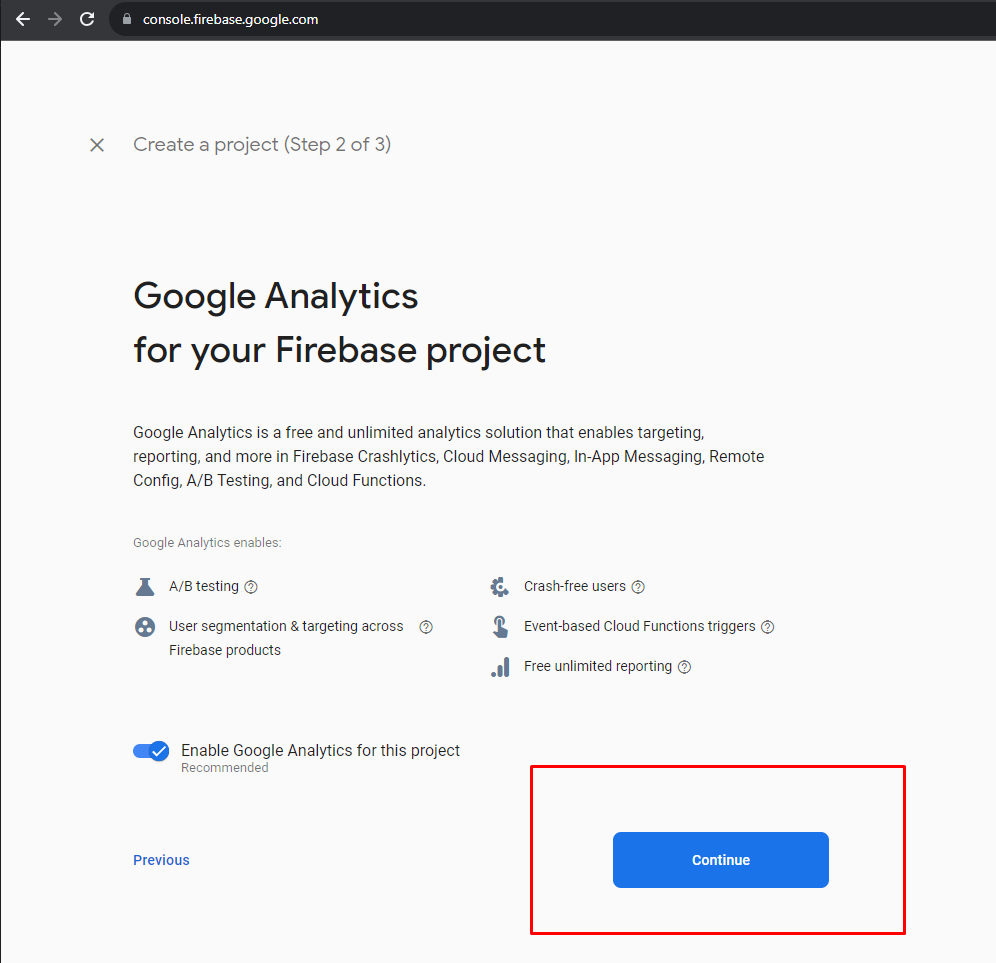 console.firebase.google.com
Create a project (Step 2 of 3)
Google Analytics
for your Firebase project
Google Analytics is a free and unlimited analytics solution that enables targeting,
reporting, and more in Firebase Crashlytics, Cloud Messaging, In-App Messaging, Remote
Config, A/B Testing, and Cloud Functions.
Google Analytics enables:
A/B testing
User segmentation & targeting across
Firebase products
Crash-free users
Event-based Cloud Functions triggers
Free unlimited reporting
Enable Google Analytics for this project
Recommended
Previous
Continue